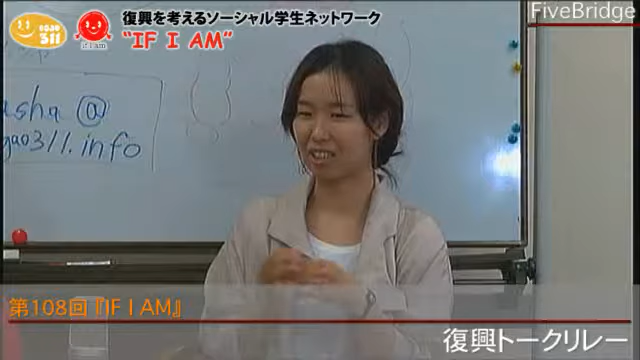 復興を考えるソーシャル学生ネットワーク
"IF I AM"
if i am
311
FiveBridge
asha @
gao311.info
第108回『IF I AM』
復興トークリレー